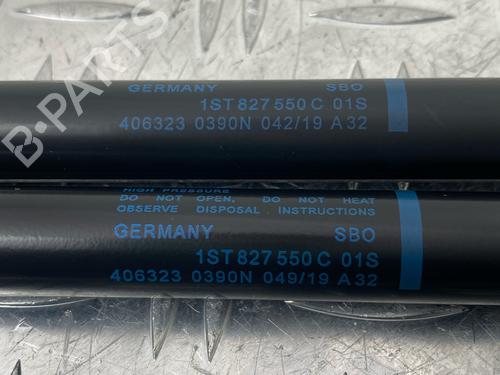 B-PARTS
GERMANY SBO
1ST 827 550 C 01S
406323 0390N 042/19 A32
HIGH PRESSURE
DO NOT OPEN, DO NOT HEAT
OBSERVE DISPOSAL INSTRUCTIONS
GERMANY SBO
1ST 827 550 C 01S
406323 0390N 049/19 A32